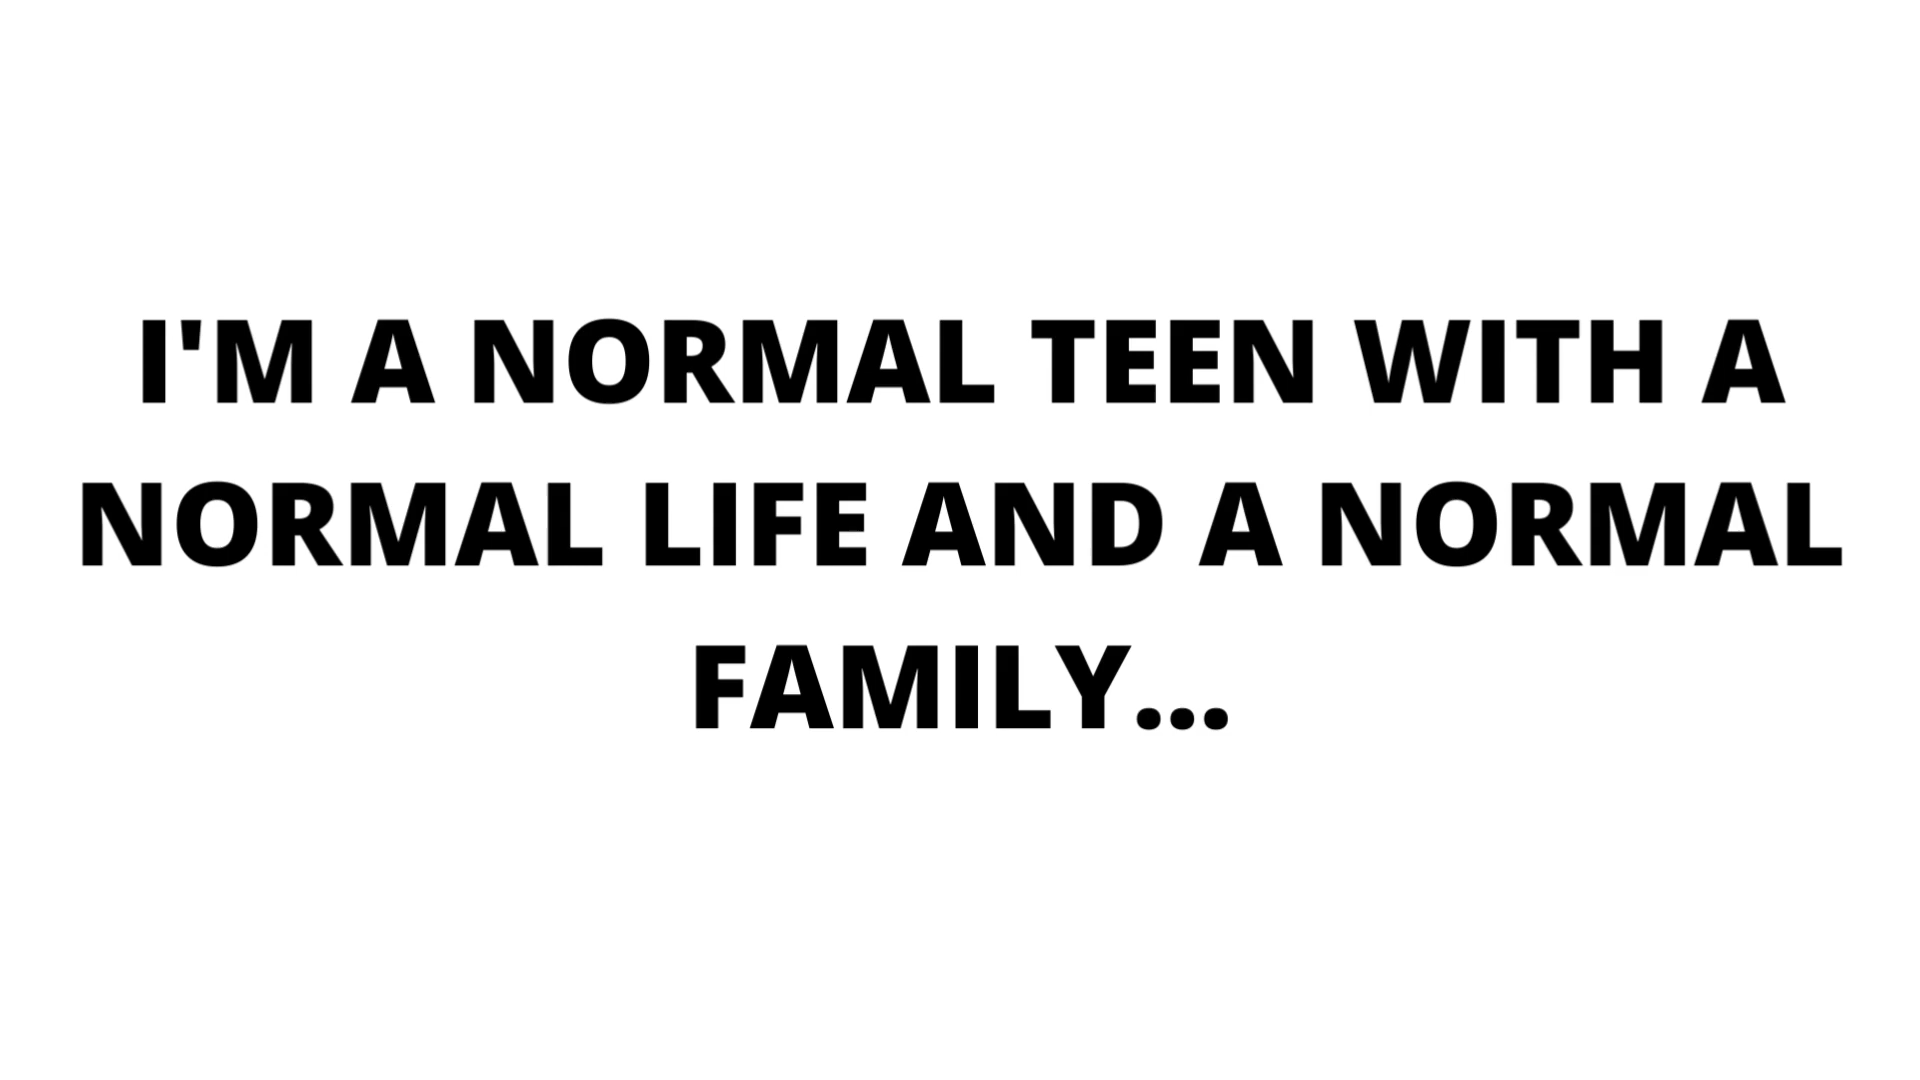 I'M A NORMAL TEEN WITH A
NORMAL LIFE AND A NORMAL
FAMILY...